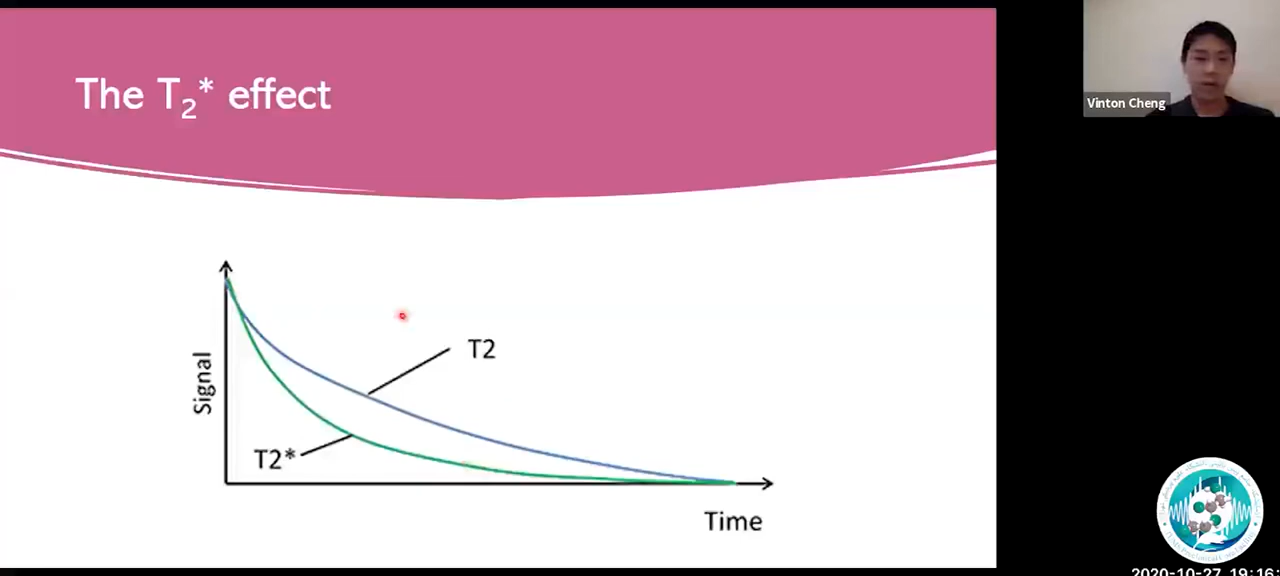 The T₂* effect
Vinton Cheng
T2
Signal
T2*
Time
2020-10-27 19:16: